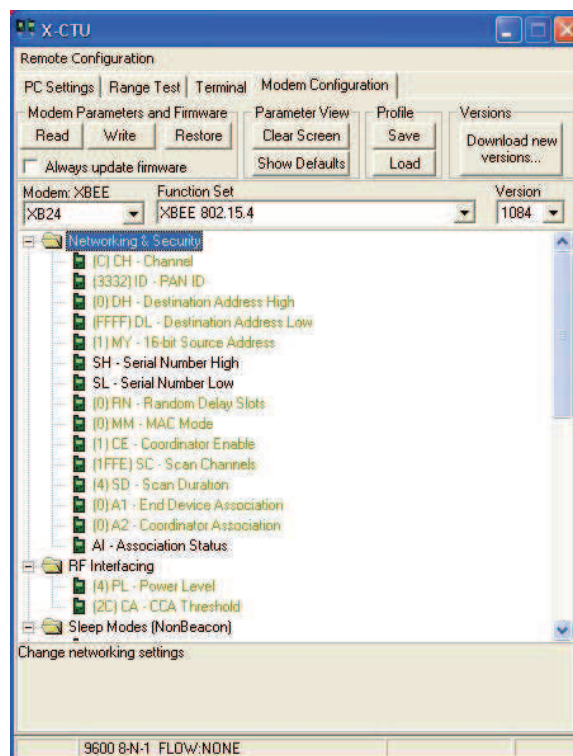 X-CTU
Remote Configuration
PC Settings Range Test Terminal Modem Configuration
Modem Parameters and Firmware Parameter View Profile Versions
Read Write Restore Clear Screen Save Download new versions...
Always update firmware Show Defaults Load
Modem: XBEE Function Set Version
XB24 XBEE 802.15.4 1084
Networking & Security
(C) CH - Channel
(3332) ID - PAN ID
(0) DH - Destination Address High
(FFFF) DL - Destination Address Low
(1) MY - 16-bit Source Address
SH - Serial Number High
SL - Serial Number Low
(0) RN - Random Delay Slots
(0) MM - MAC Mode
(1) CE - Coordinator Enable
(1FFE) SC - Scan Channels
(4) SD - Scan Duration
(0) A1 - End Device Association
(0) A2 - Coordinator Association
AI - Association Status
RF Interfacing
(4) PL - Power Level
(2C) CA - CCA Threshold
Sleep Modes (NonBeacon)
Change networking settings
9600 8-N-1 FLOW:NONE